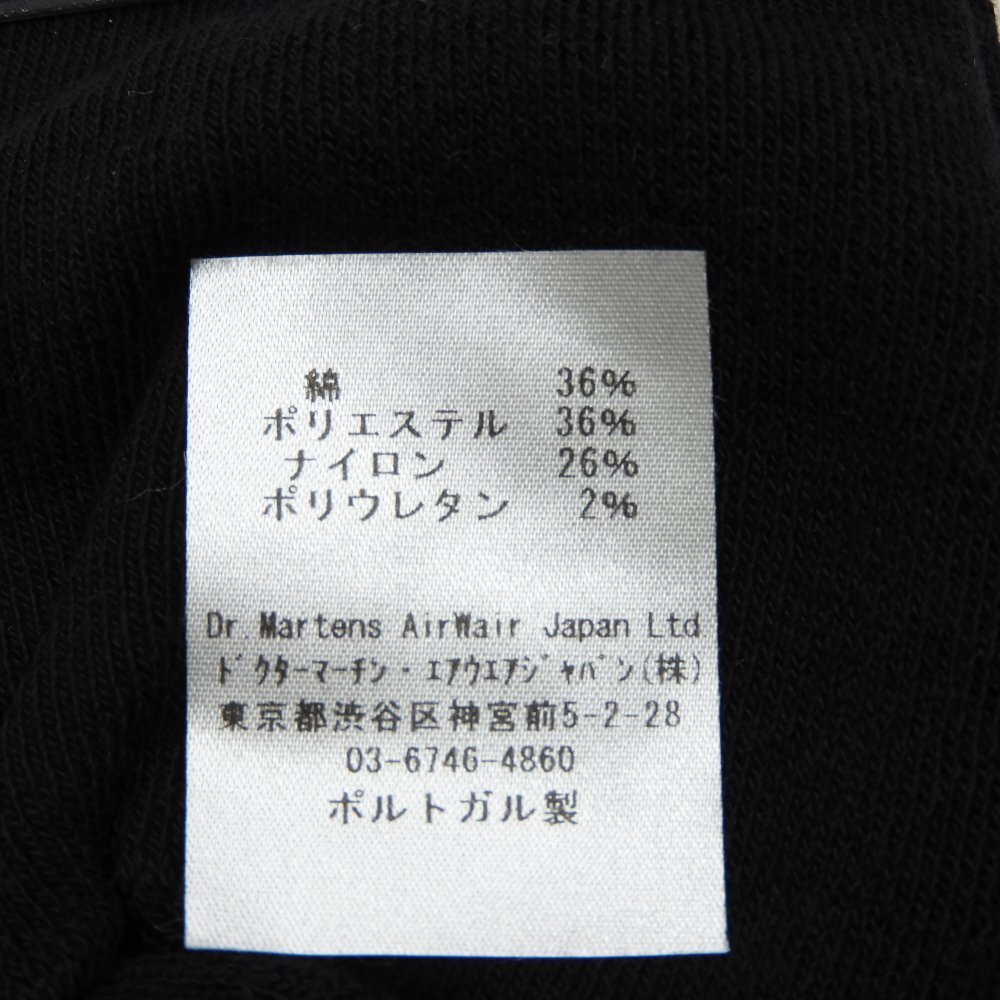 綿 36%
ポリエステル 36%
ナイロン 26%
ポリウレタン 2%
Dr.Martens AirWair Japan Ltd
ﾄﾞｸﾀｰﾏｰﾁﾝ・ｴｱｳｴｱｼﾞｬﾊﾟﾝ(株)
東京都渋谷区神宮前5-2-28
03-6746-4860
ポルトガル製